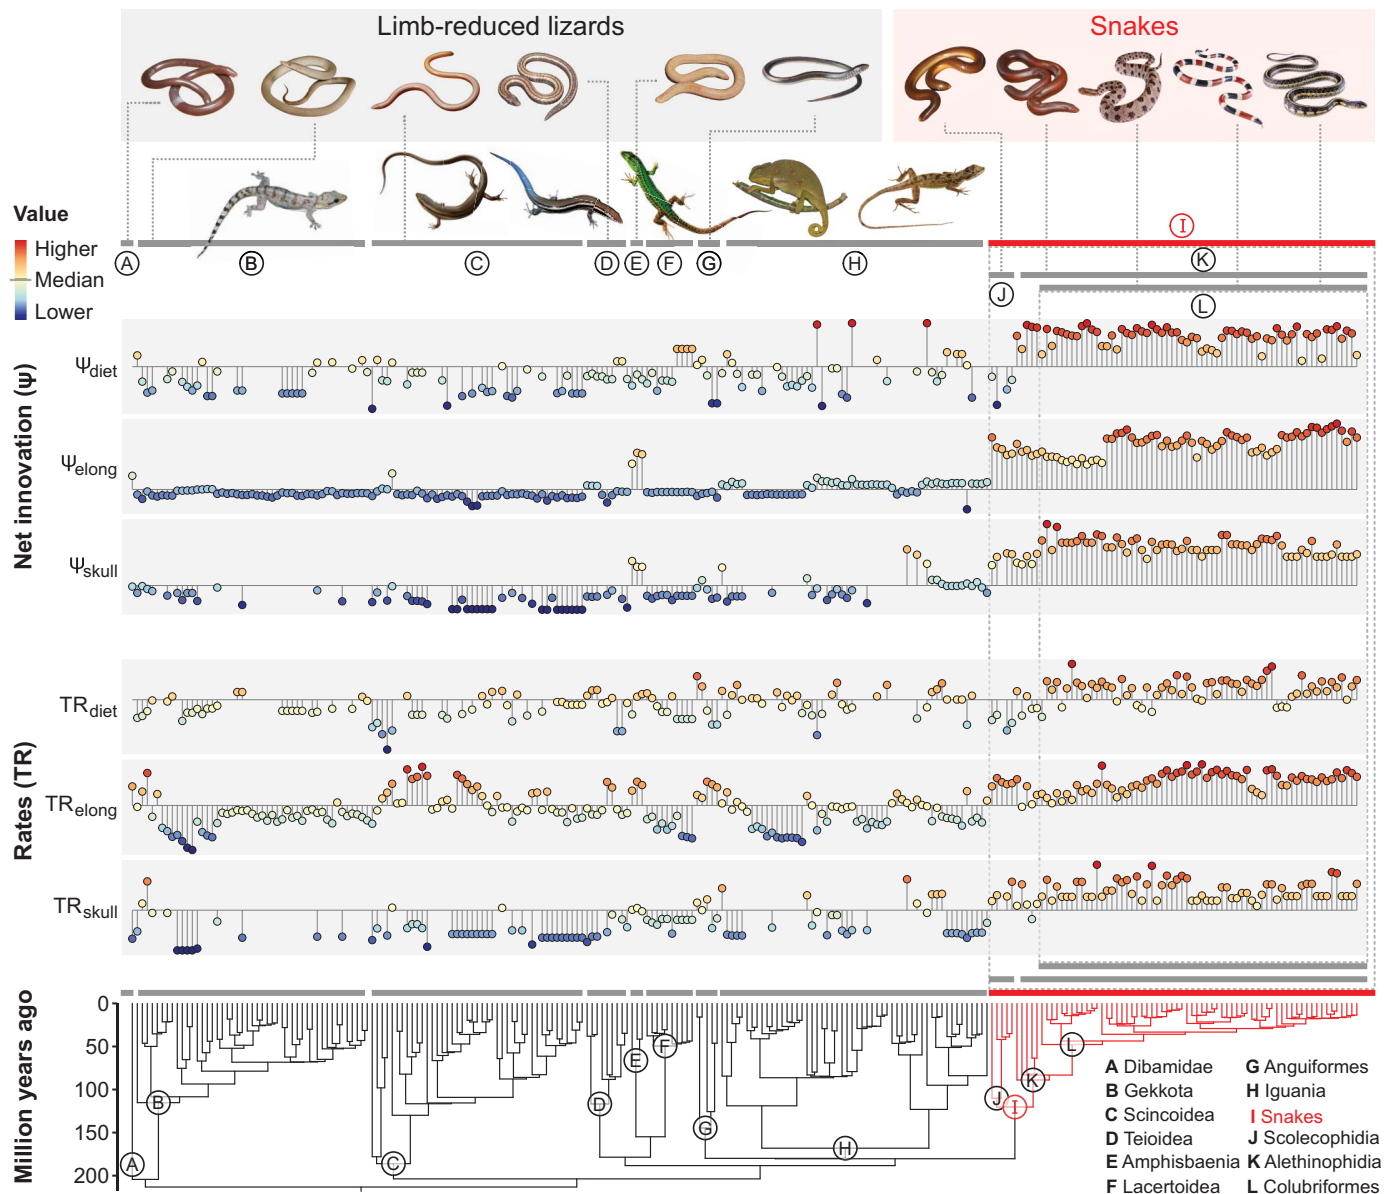 Limb-reduced lizards
Snakes
Value
Higher
Median
Lower
A
B
C
D
E
F
G
H
I
J
K
L
Net innovation (Ψ)
Ψdiet
Ψelong
Ψskull
Rates (TR)
TRdiet
TRelong
TRskull
Million years ago
0
50
100
150
200
A
B
C
D
E
F
G
H
I
J
K
L
A Dibamidae
B Gekkota
C Scincoidea
D Teioidea
E Amphisbaenia
F Lacertoidea
G Anguiformes
H Iguania
I Snakes
J Scolecophidia
K Alethinophidia
L Colubriformes